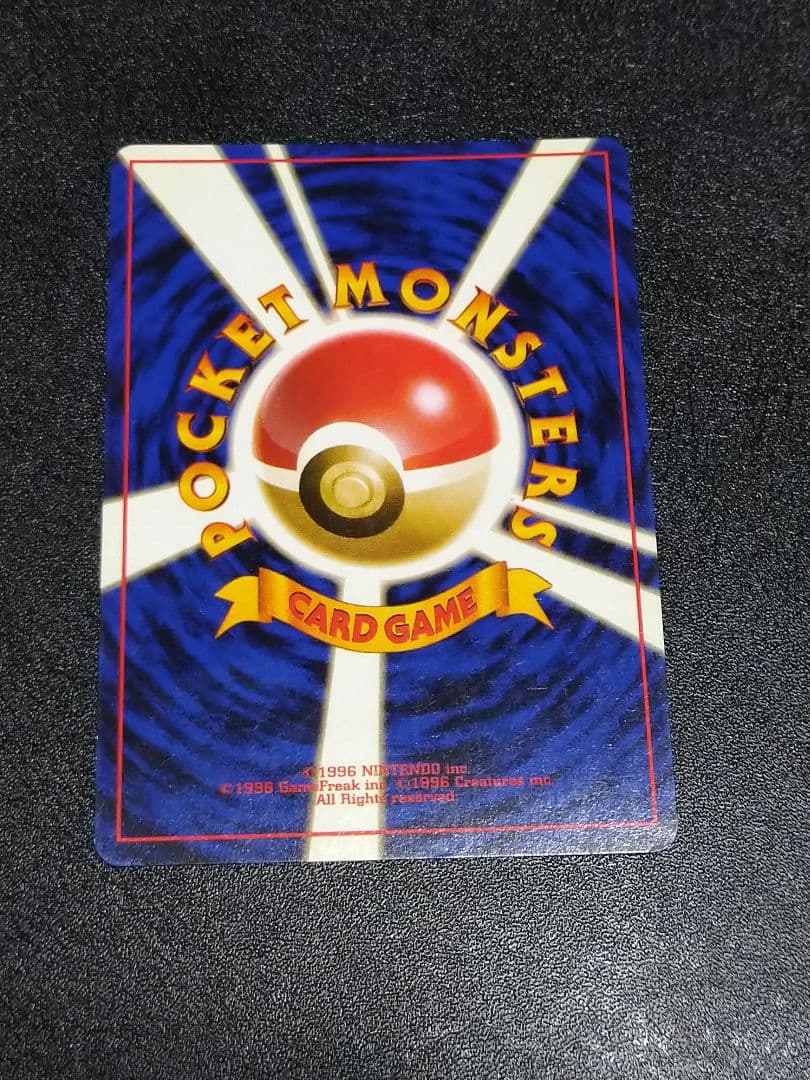 POCKET MONSTERS
CARD GAME
©1996 NINTENDO inc.
©1996 GameFreak inc. ©1996 Creatures inc.
All Rights reserved.